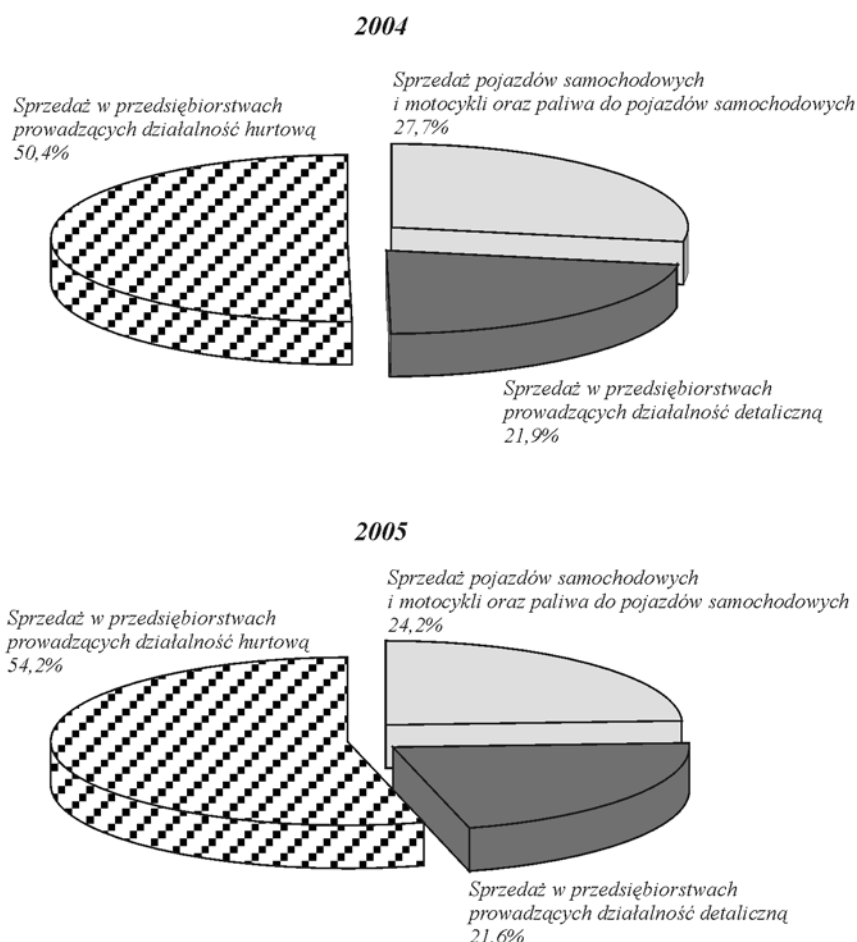 2004
Sprzedaż pojazdów samochodowych
i motocykli oraz paliwa do pojazdów samochodowych
27,7%
Sprzedaż w przedsiębiorstwach
prowadzących działalność hurtową
50,4%
Sprzedaż w przedsiębiorstwach
prowadzących działalność detaliczną
21,9%
2005
Sprzedaż pojazdów samochodowych
i motocykli oraz paliwa do pojazdów samochodowych
24,2%
Sprzedaż w przedsiębiorstwach
prowadzących działalność hurtową
54,2%
Sprzedaż w przedsiębiorstwach
prowadzących działalność detaliczną
21,6%